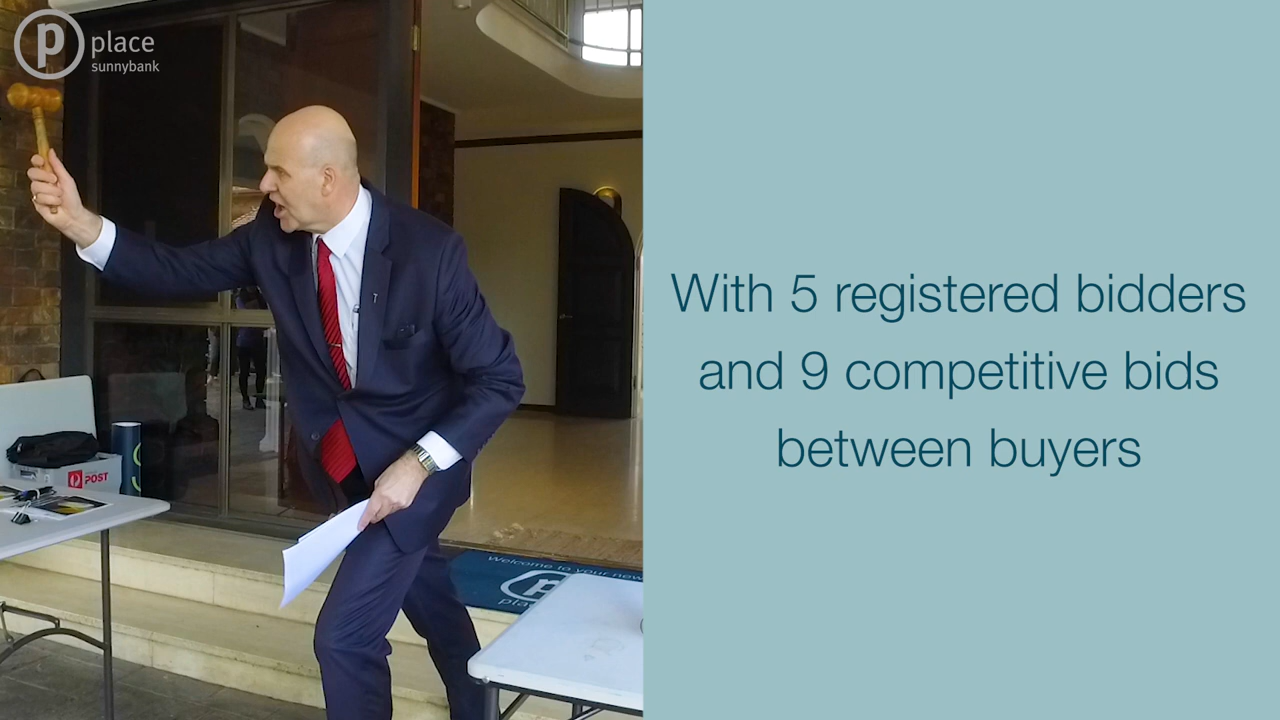 place
sunnybank
With 5 registered bidders
and 9 competitive bids
between buyers
POST
Welcome to your new